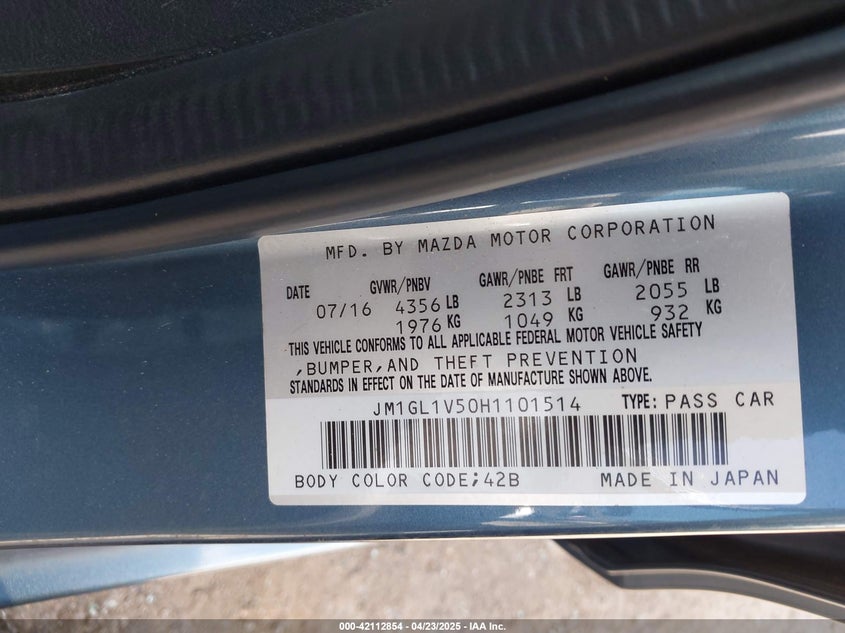 MFD. BY MAZDA MOTOR CORPORATION
DATE GVWR/PNBV GAWR/PNBE FRT GAWR/PNBE RR
07/16 4356 LB 2313 LB 2055 LB
1976 KG 1049 KG 932 KG
THIS VEHICLE CONFORMS TO ALL APPLICABLE FEDERAL MOTOR VEHICLE SAFETY
,BUMPER,AND THEFT PREVENTION
STANDARDS IN EFFECT ON THE DATE OF MANUFACTURE SHOWN ABOVE.
JM1GL1V50H1101514 TYPE: PASS CAR
BODY COLOR CODE;42B MADE IN JAPAN
000-42112854 - 04/23/2025 - IAA Inc.